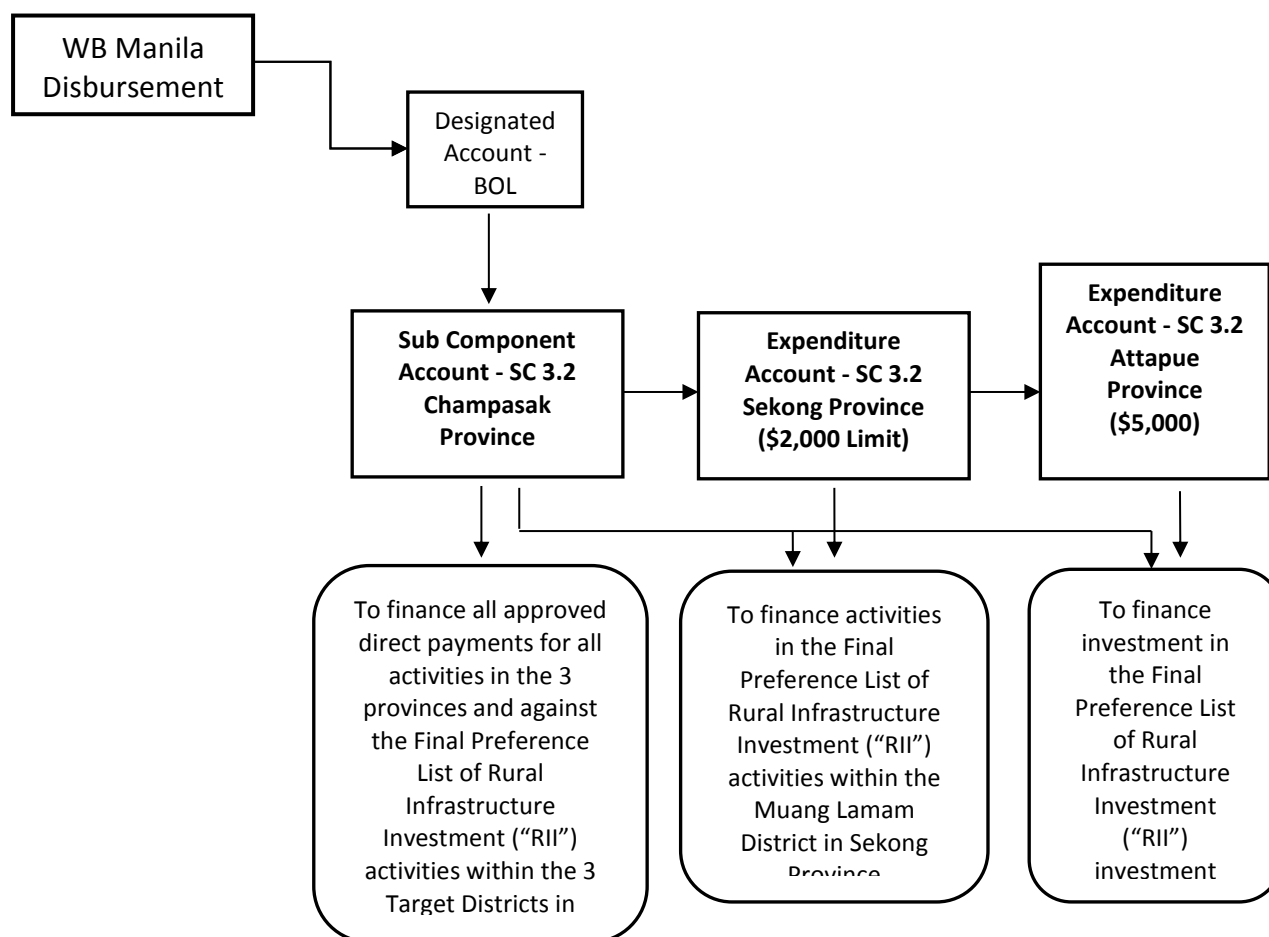 WB Manila
Disbursement
Designated
Account -
BOL
Sub Component
Account - SC 3.2
Champasak
Province
Expenditure
Account - SC 3.2
Sekong Province
($2,000 Limit)
Expenditure
Account - SC 3.2
Attapue
Province
($5,000)
To finance all approved
direct payments for all
activities in the 3
provinces and against
the Final Preference
List of Rural
Infrastructure
Investment (“RII”)
activities within the 3
Target Districts in
To finance activities
in the Final
Preference List of
Rural Infrastructure
Investment (“RII”)
activities within the
Muang Lamam
District in Sekong
Province
To finance
investment in
the Final
Preference List
of Rural
Infrastructure
Investment
(“RII”)
investment